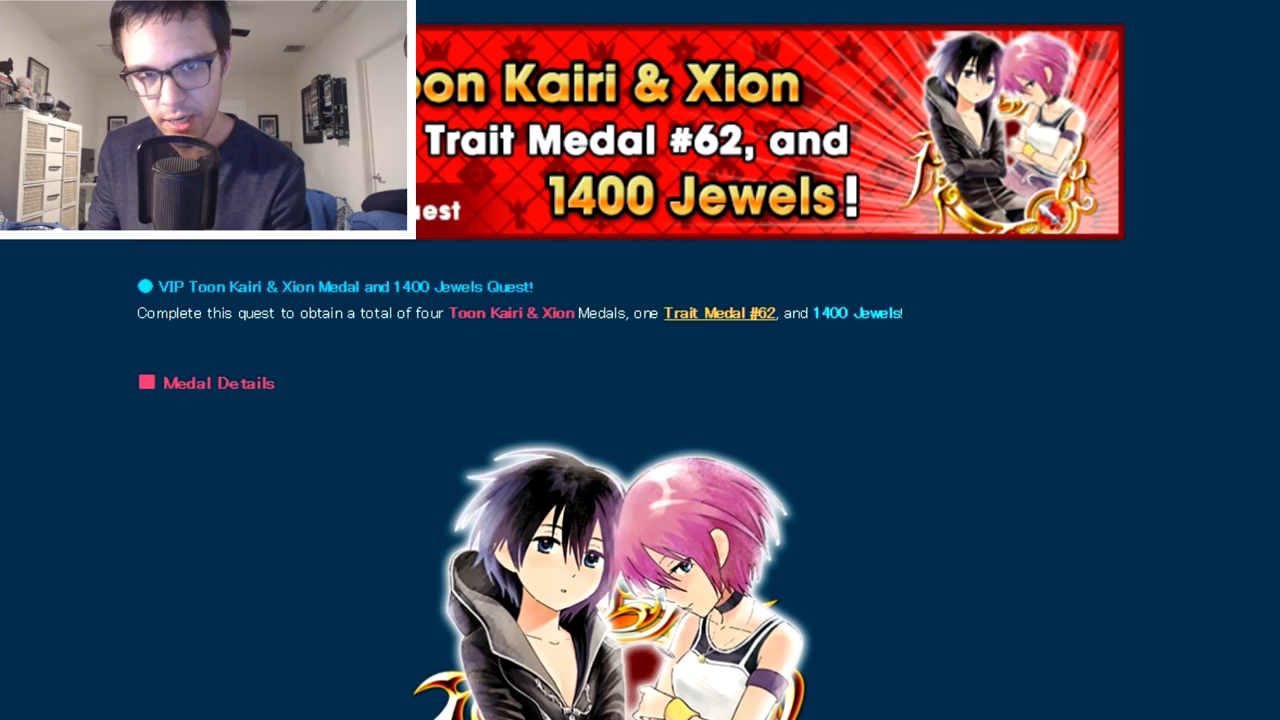 oon Kairi & Xion
Trait Medal #62, and
1400 Jewels!
uest
VIP Toon Kairi & Xion Medal and 1400 Jewels Quest!
Complete this quest to obtain a total of four Toon Kairi & Xion Medals, one Trait Medal #62, and 1400 Jewels!
Medal Details